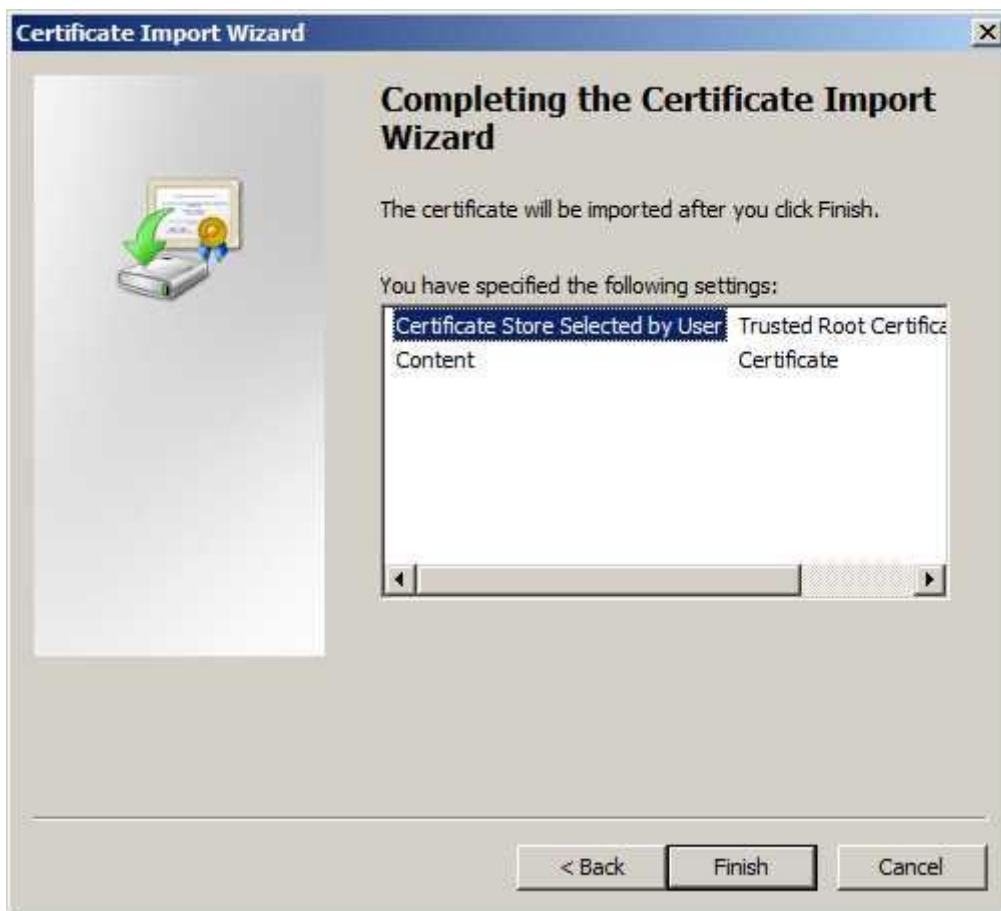 Certificate Import Wizard
Completing the Certificate Import
Wizard
The certificate will be imported after you click Finish.
You have specified the following settings:
Certificate Store Selected by User Trusted Root Certifica
Content Certificate
< Back Finish Cancel